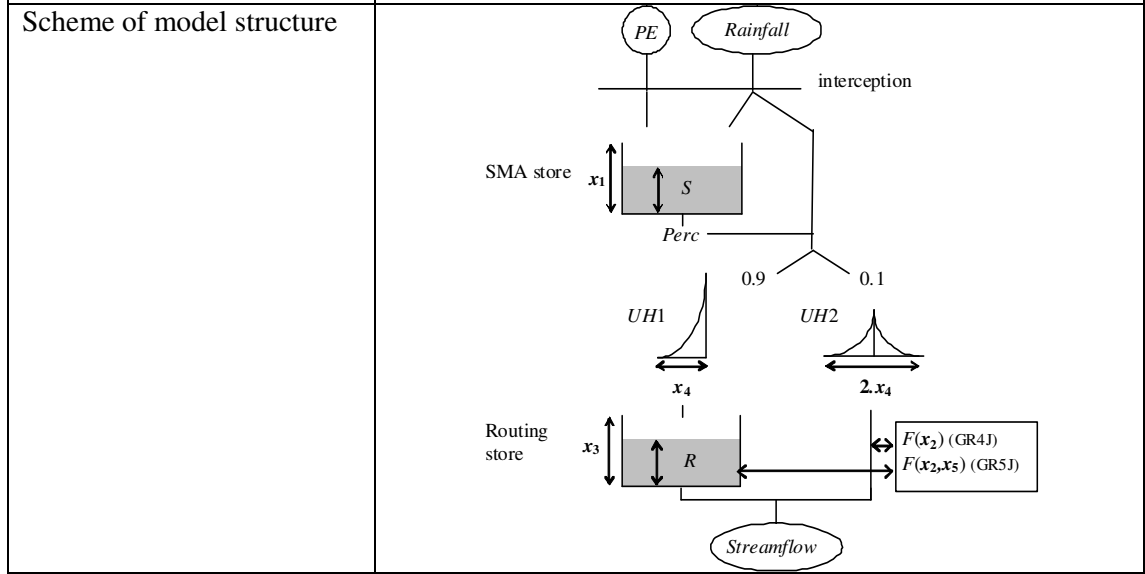 Scheme of model structure
PE
Rainfall
interception
SMA store
x1
S
Perc
0.9
0.1
UH1
UH2
x4
2.x4
Routing
store
x3
R
F(x2) (GR4J)
F(x2,x5) (GR5J)
Streamflow